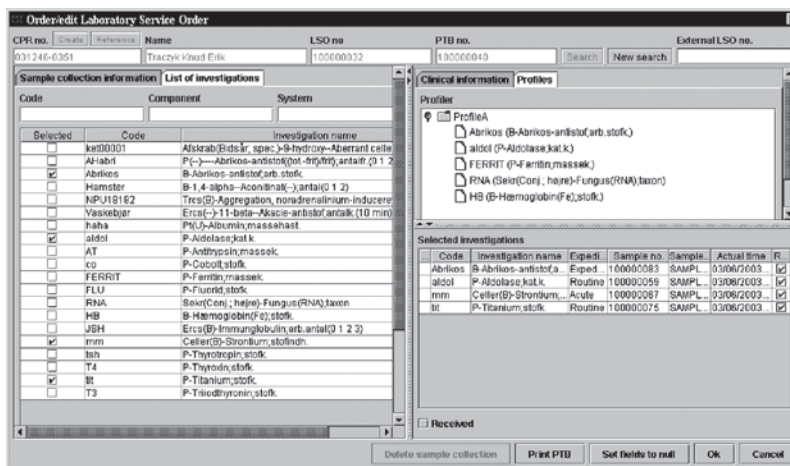 Order/edit Laboratory Service Order
CPR no. Create Reference Name LSO no PTB no. External LSO no.
031246-0351 Traczyk Knud Erik 100000032 100000040 Search New search
Sample collection information List of investigations
Code Component System
Selected Code Investigation name
ket00001 Afskrab(Bidsår, spec.)-9-hydroxy--Aberrant celle
AHabri P(--)----Abrikos-antistof((tot.-frit)/frit); antalfr.(0 1 2
Abrikos B-Abrikos-antistof;arb.stofk.
Hamster B-1,4-alpha--Aconitinat(--);antal(0 1 2)
NPU18182 Trcs(B)-Aggregation, noradrenalinin-inducere
Vaskebjør Ercs(--)-11-beta--Akacie-antistof;antalk.(10 min)
haha Pt(U)-Albumin;massehast.
aldol P-Aldolase;kat.k.
AT P-Antitrypsin;massek.
co P-Cobolt;stofk.
FERRIT P-Ferritin;massek.
FLU P-Fluorid;stofk.
RNA Sekr(Conj.; højre)-Fungus(RNA);taxon
HB B-Hæmoglobin(Fe);stofk.
JSH Ercs(B)-Immunglobulin;arb.antal(0 1 2 3)
mm Celler(B)-Strontium;stofindh.
tsh P-Thyrotropin;stofk.
T4 P-Thyroxin;stofk.
tit P-Titanium;stofk.
T3 P-Triiodthyronin;stofk.
Clinical information Profiles
Profiler
ProfileA
Abrikos (B-Abrikos-antistof;arb.stofk.)
aldol (P-Aldolase;kat.k.)
FERRIT (P-Ferritin;massek.)
RNA (Sekr(Conj.; højre)-Fungus(RNA);taxon)
HB (B-Hæmoglobin(Fe);stofk.)
Selected investigations
Code Investigation name Expedi... Sample no. Sample... Actual time R...
Abrikos B-Abrikos-antistof;a... Exped... 100000083 SAMPL... 03/06/2003...
aldol P-Aldolase;kat.k. Routine 100000059 SAMPL... 03/06/2003...
mm Celler(B)-Strontium;... Acute 100000067 SAMPL... 03/06/2003...
tit P-Titanium;stofk. Routine 100000075 SAMPL... 03/06/2003...
Received
Delete sample collection Print PTB Set fields to null Ok Cancel